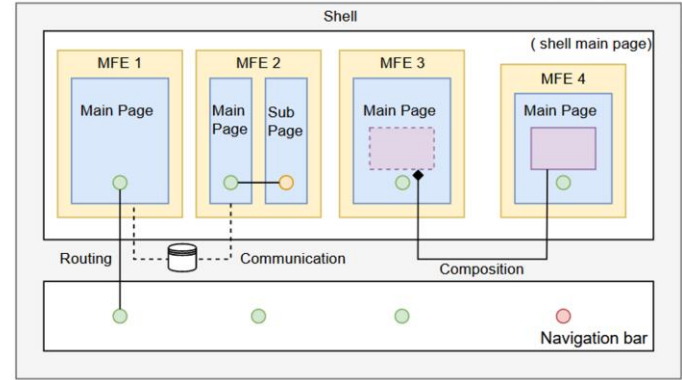 Shell
( shell main page)
MFE 1
MFE 2
MFE 3
MFE 4
Main Page
Main
Page
Sub
Page
Main Page
Main Page
Routing
Communication
Composition
Navigation bar